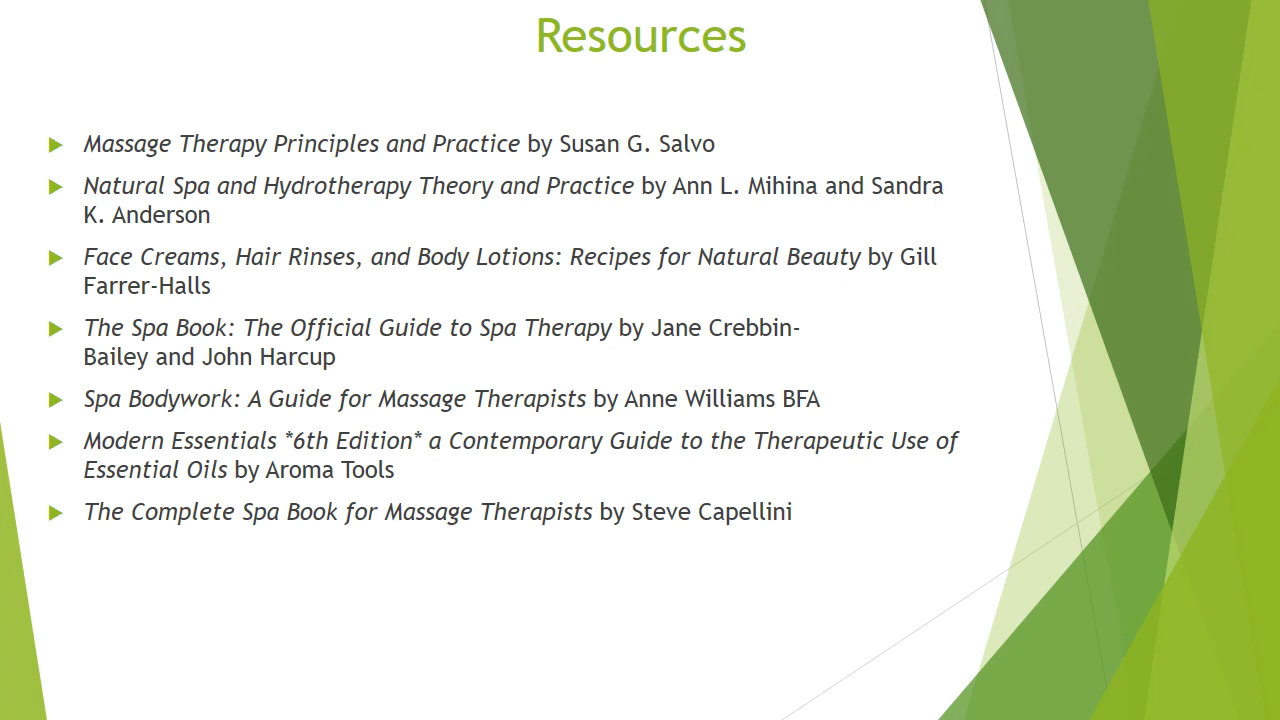 Resources
Massage Therapy Principles and Practice by Susan G. Salvo
Natural Spa and Hydrotherapy Theory and Practice by Ann L. Mihina and Sandra
K. Anderson
Face Creams, Hair Rinses, and Body Lotions: Recipes for Natural Beauty by Gill
Farrer-Halls
The Spa Book: The Official Guide to Spa Therapy by Jane Crebbin-
Bailey and John Harcup
Spa Bodywork: A Guide for Massage Therapists by Anne Williams BFA
Modern Essentials *6th Edition* a Contemporary Guide to the Therapeutic Use of
Essential Oils by Aroma Tools
The Complete Spa Book for Massage Therapists by Steve Capellini